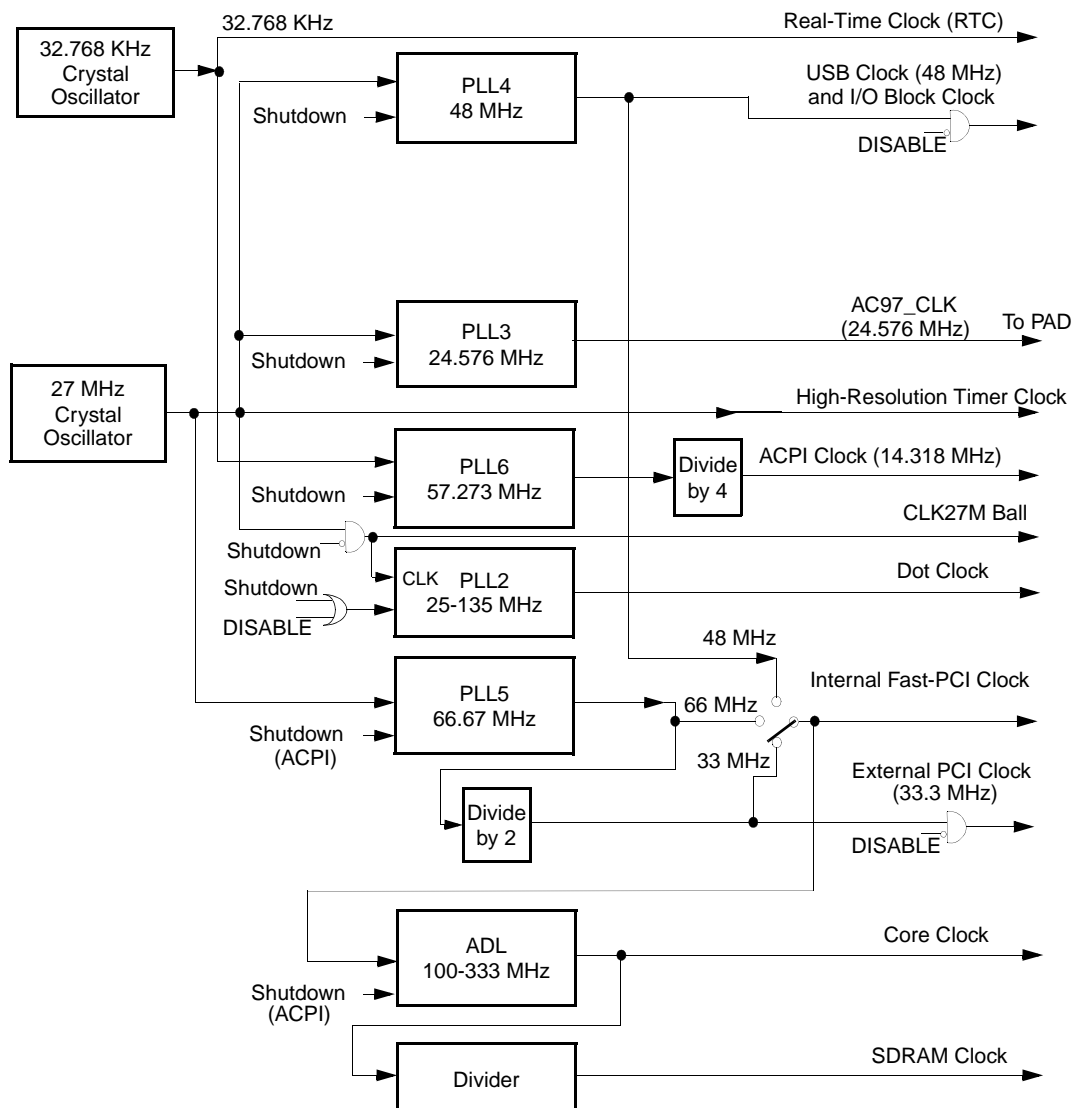 32.768 KHz
Real-Time Clock (RTC)
32.768 KHz
Crystal
Oscillator
PLL4
48 MHz
Shutdown
USB Clock (48 MHz)
and I/O Block Clock
DISABLE
PLL3
24.576 MHz
Shutdown
AC97_CLK
(24.576 MHz)
To PAD
27 MHz
Crystal
Oscillator
High-Resolution Timer Clock
PLL6
57.273 MHz
Shutdown
Divide
by 4
ACPI Clock (14.318 MHz)
Shutdown
CLK27M Ball
Shutdown
DISABLE
CLK
PLL2
25-135 MHz
Dot Clock
48 MHz
PLL5
66.67 MHz
Shutdown
(ACPI)
66 MHz
33 MHz
Internal Fast-PCI Clock
Divide
by 2
External PCI Clock
(33.3 MHz)
DISABLE
ADL
100-333 MHz
Shutdown
(ACPI)
Core Clock
Divider
SDRAM Clock